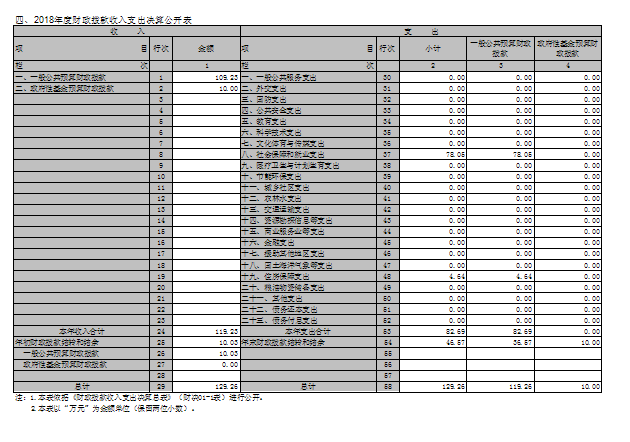 四、2018年度财政拨款收入支出决算公开表
收 入 支 出
项 目 行次 金额 项 目 行次 小计 一般公共预算财政拨款 政府性基金预算财政拨款
栏 次 1 栏 次 2 3 4
一、一般公共预算财政拨款 1 109.23 一、一般公共服务支出 30 0.00 0.00 0.00
二、政府性基金预算财政拨款 2 10.00 二、外交支出 31 0.00 0.00 0.00
3 三、国防支出 32 0.00 0.00 0.00
4 四、公共安全支出 33 0.00 0.00 0.00
5 五、教育支出 34 0.00 0.00 0.00
6 六、科学技术支出 35 0.00 0.00 0.00
7 七、文化体育与传媒支出 36 0.00 0.00 0.00
8 八、社会保障和就业支出 37 78.05 78.05 0.00
9 九、医疗卫生与计划生育支出 38 0.00 0.00 0.00
10 十、节能环保支出 39 0.00 0.00 0.00
11 十一、城乡社区支出 40 0.00 0.00 0.00
12 十二、农林水支出 41 0.00 0.00 0.00
13 十三、交通运输支出 42 0.00 0.00 0.00
14 十四、资源勘探信息等支出 43 0.00 0.00 0.00
15 十五、商业服务业等支出 44 0.00 0.00 0.00
16 十六、金融支出 45 0.00 0.00 0.00
17 十七、援助其他地区支出 46 0.00 0.00 0.00
18 十八、国土海洋气象等支出 47 0.00 0.00 0.00
19 十九、住房保障支出 48 4.64 4.64 0.00
20 二十、粮油物资储备支出 49 0.00 0.00 0.00
21 二十一、其他支出 50 0.00 0.00 0.00
22 二十二、债务还本支出 51 0.00 0.00 0.00
23 二十三、债务付息支出 52 0.00 0.00 0.00
本年收入合计 24 119.23 本年支出合计 53 82.69 82.69 0.00
年初财政拨款结转和结余 25 10.03 年末财政拨款结转和结余 54 46.57 36.57 10.00
一般公共预算财政拨款 26 10.03 55
政府性基金预算财政拨款 27 0.00 56
28 57
总计 29 129.26 总计 58 129.26 119.26 10.00
注：1.本表依据《财政拨款收入支出决算总表》（财决01-1表）进行公开。
2.本表以“万元”为金额单位（保留两位小数）。